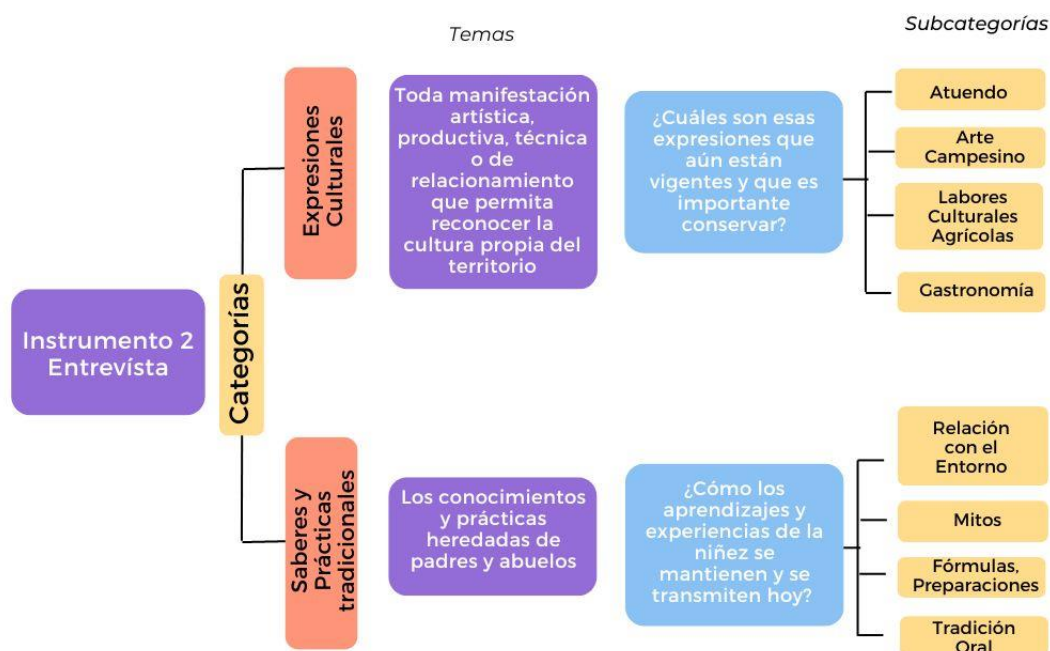 Temas
Subcategorías
Instrumento 2
Entrevísta
Categorías
Expresiones
Culturales
Toda manifestación
artística,
productiva, técnica
o de
relacionamiento
que permita
reconocer la
cultura propia del
territorio
¿Cuáles son esas
expresiones que
aún están
vigentes y que es
importante
conservar?
Atuendo
Arte
Campesino
Labores
Culturales
Agrícolas
Gastronomía
Saberes y
Prácticas
tradicionales
Los conocimientos
y prácticas
heredadas de
padres y abuelos
¿Cómo los
aprendizajes y
experiencias de la
niñez se
mantienen y se
transmiten hoy?
Relación
con el
Entorno
Mitos
Fórmulas,
Preparaciones
Tradición
Oral